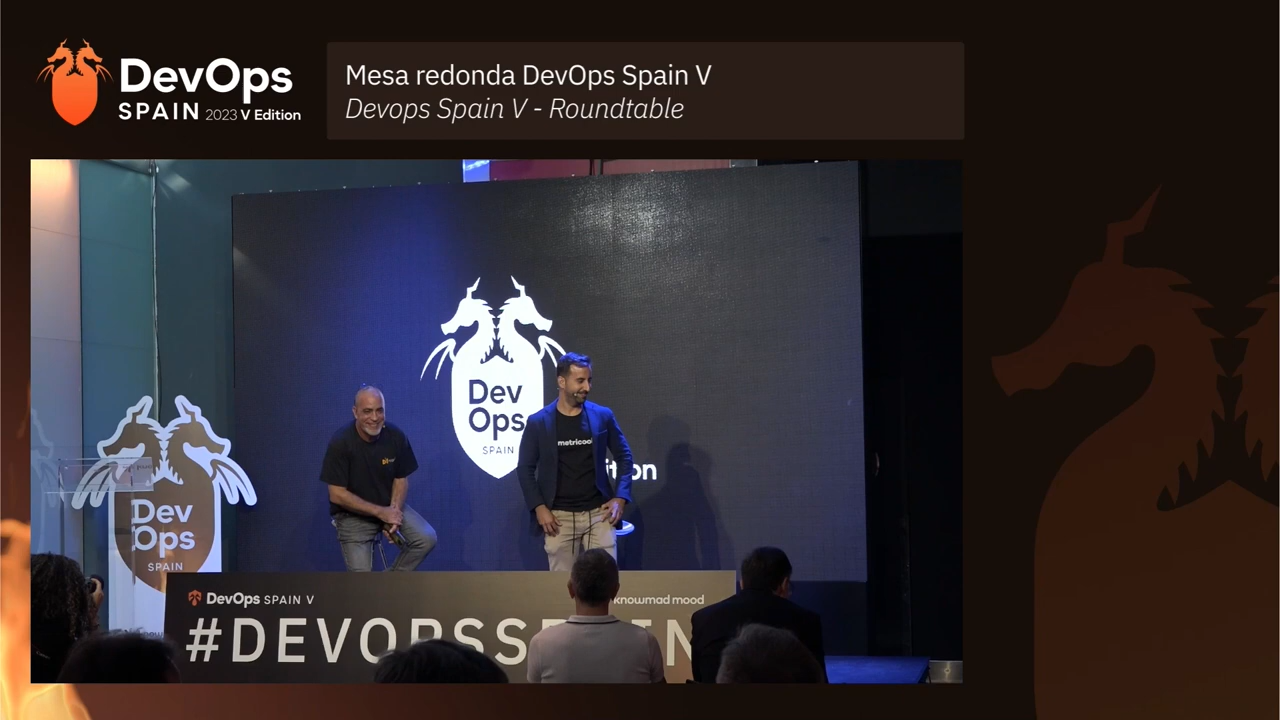 DevOps
SPAIN 2023 V Edition
Mesa redonda DevOps Spain V
Devops Spain V - Roundtable
Dev
Ops
SPAIN
metricool
Dev
Ops
SPAIN
DevOps SPAIN V
knowmad mood
#DEVOPSSPAIN